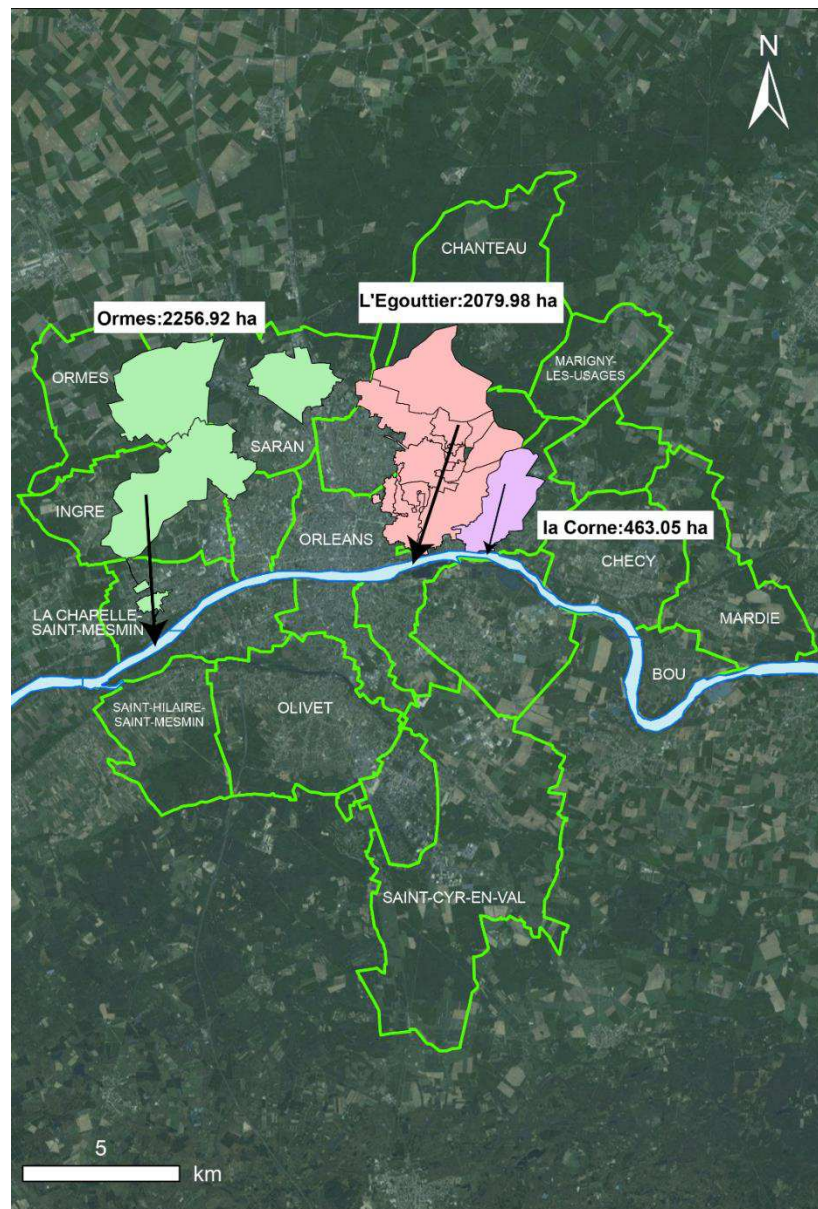 N
CHANTEAU
L'Egouttier:2079.98 ha
Ormes:2256.92 ha
MARIGNY-
LES-USAGES
ORMES
SARAN
INGRE
la Corne:463.05 ha
ORLEANS
CHECY
LA CHAPELLE-
SAINT-MESMIN
MARDIE
BOU
SAINT-HILAIRE-
SAINT-MESMIN
OLIVET
SAINT-CYR-EN-VAL
5
km